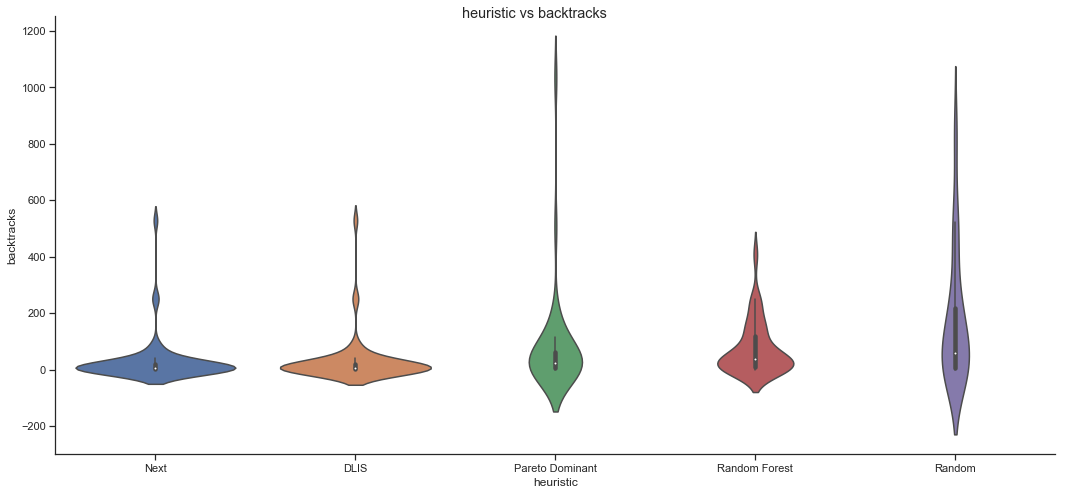 heuristic vs backtracks
1200
1000
800
600
400
200
0
−200
backtracks
Next
DLIS
Pareto Dominant
Random Forest
Random
heuristic